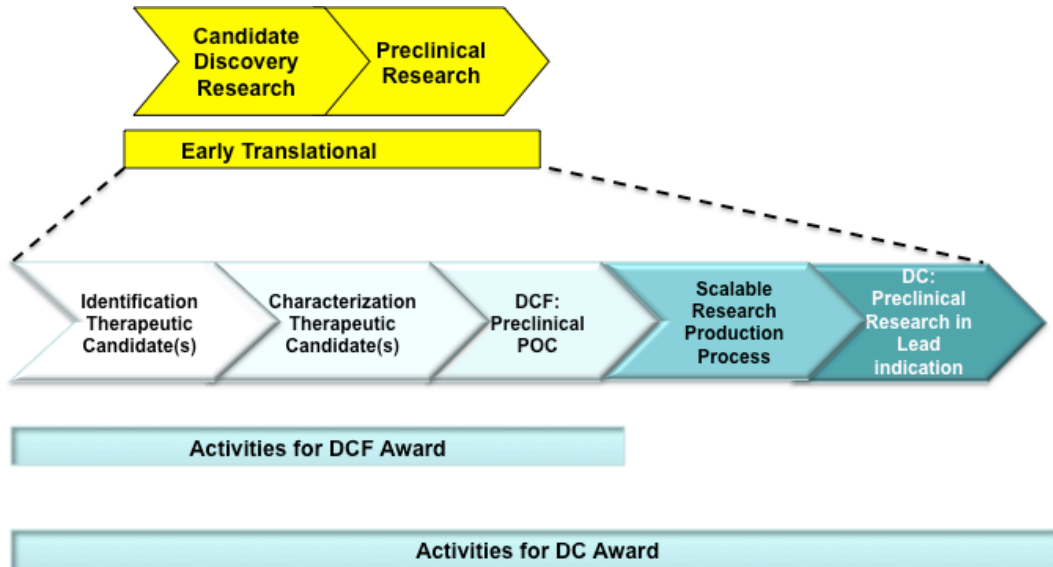 Candidate
Discovery
Research
Preclinical
Research
Early Translational
Identification
Therapeutic
Candidate(s)
Characterization
Therapeutic
Candidate(s)
DCF:
Preclinical
POC
Scalable
Research
Production
Process
DC:
Preclinical
Research in
Lead
indication
Activities for DCF Award
Activities for DC Award